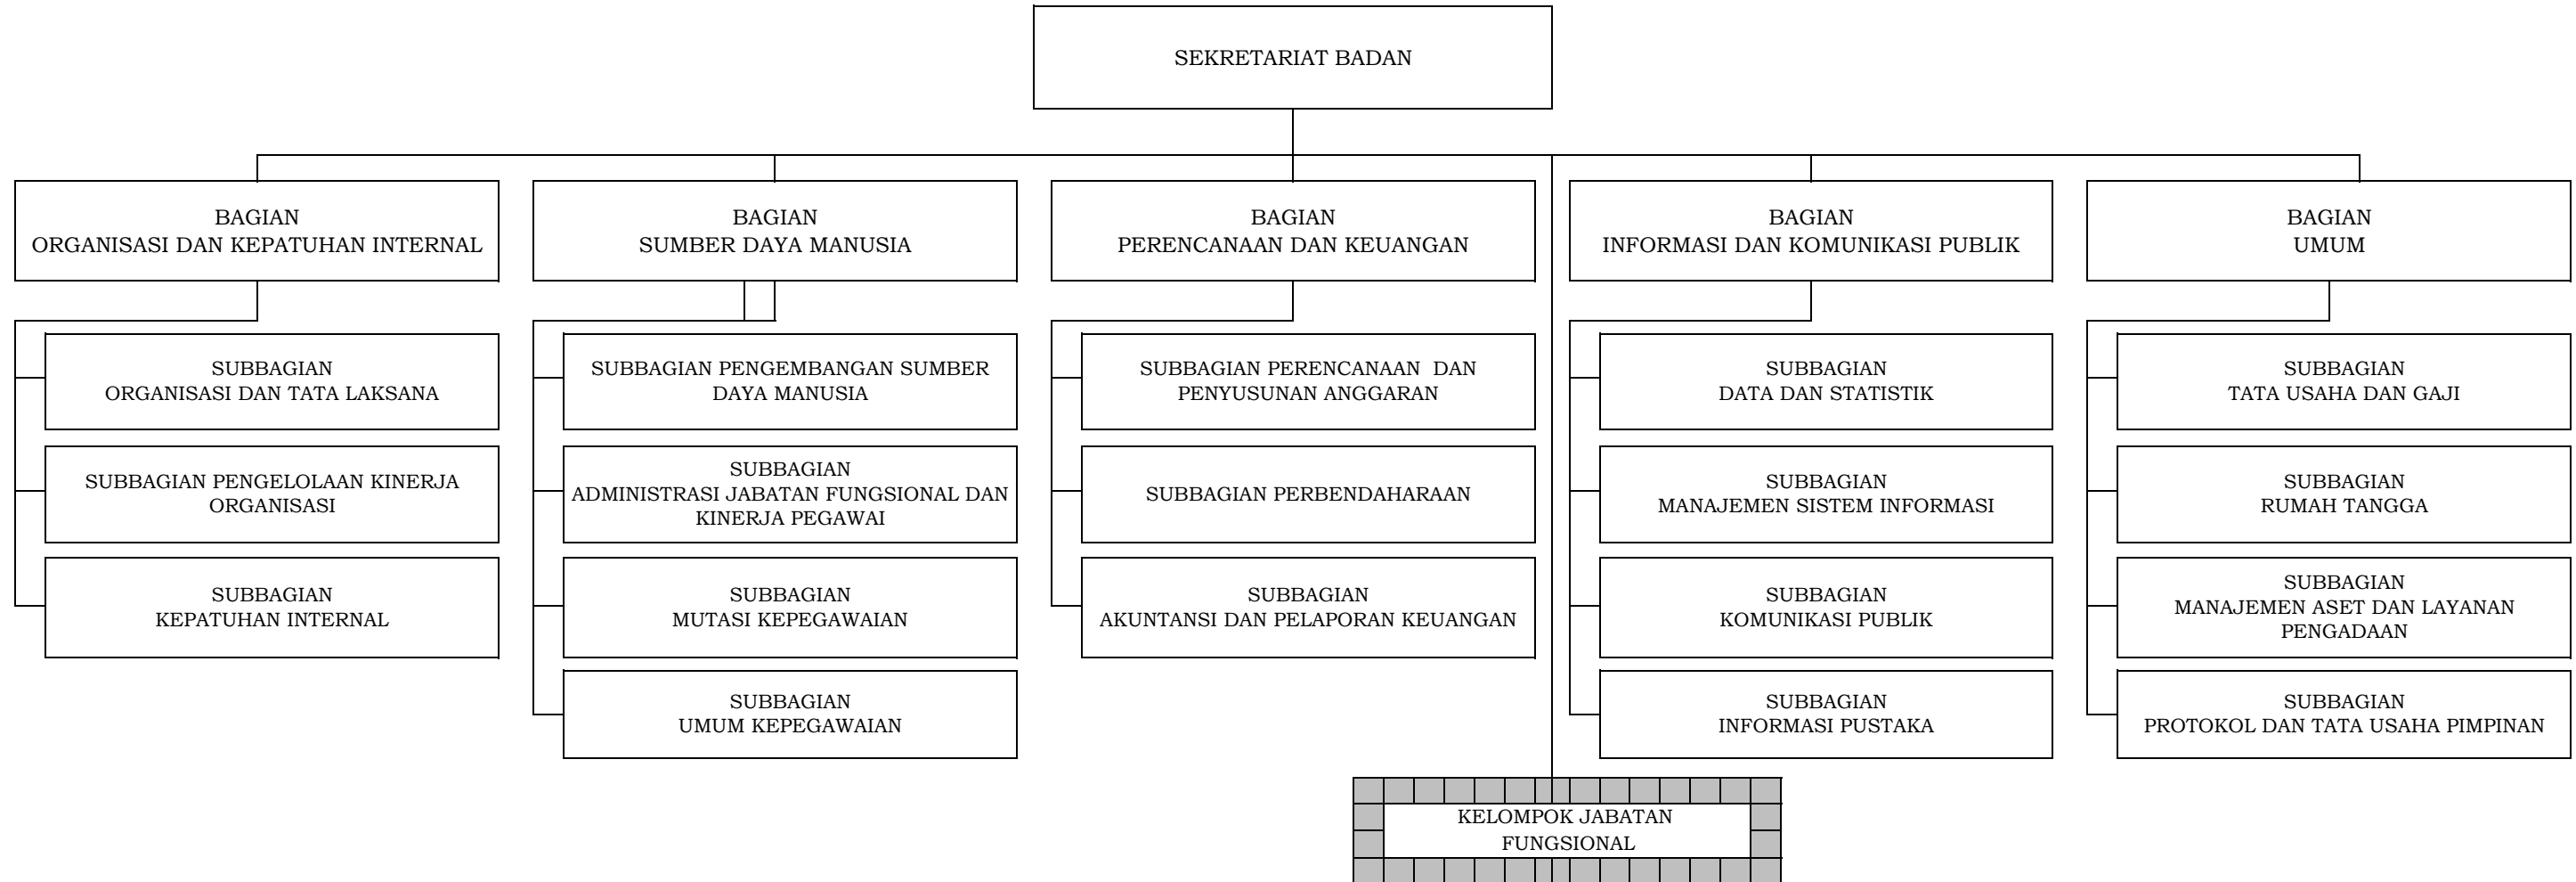 SEKRETARIAT BADAN
BAGIAN
ORGANISASI DAN KEPATUHAN INTERNAL
BAGIAN
SUMBER DAYA MANUSIA
BAGIAN
PERENCANAAN DAN KEUANGAN
BAGIAN
INFORMASI DAN KOMUNIKASI PUBLIK
BAGIAN
UMUM
SUBBAGIAN
ORGANISASI DAN TATA LAKSANA
SUBBAGIAN PENGELOLAAN KINERJA
ORGANISASI
SUBBAGIAN
KEPATUHAN INTERNAL
SUBBAGIAN PENGEMBANGAN SUMBER
DAYA MANUSIA
SUBBAGIAN
ADMINISTRASI JABATAN FUNGSIONAL DAN
KINERJA PEGAWAI
SUBBAGIAN
MUTASI KEPEGAWAIAN
SUBBAGIAN
UMUM KEPEGAWAIAN
SUBBAGIAN PERENCANAAN DAN
PENYUSUNAN ANGGARAN
SUBBAGIAN PERBENDAHARAAN
SUBBAGIAN
AKUNTANSI DAN PELAPORAN KEUANGAN
SUBBAGIAN
DATA DAN STATISTIK
SUBBAGIAN
MANAJEMEN SISTEM INFORMASI
SUBBAGIAN
KOMUNIKASI PUBLIK
SUBBAGIAN
INFORMASI PUSTAKA
SUBBAGIAN
TATA USAHA DAN GAJI
SUBBAGIAN
RUMAH TANGGA
SUBBAGIAN
MANAJEMEN ASET DAN LAYANAN
PENGADAAN
SUBBAGIAN
PROTOKOL DAN TATA USAHA PIMPINAN
KELOMPOK JABATAN
FUNGSIONAL